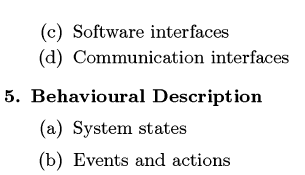 (c) Software interfaces
(d) Communication interfaces
5. Behavioural Description
(a) System states
(b) Events and actions